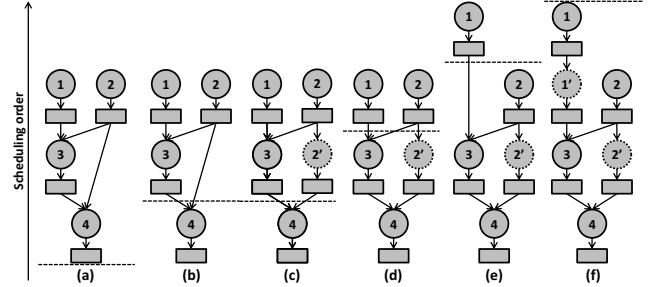 Scheduling order
1 1
1 2 1 2 1 2 1 2 2 1' 2
3 3 3 2' 3 2' 3 2' 3 2'
4 4 4 4 4 4
(a) (b) (c) (d) (e) (f)